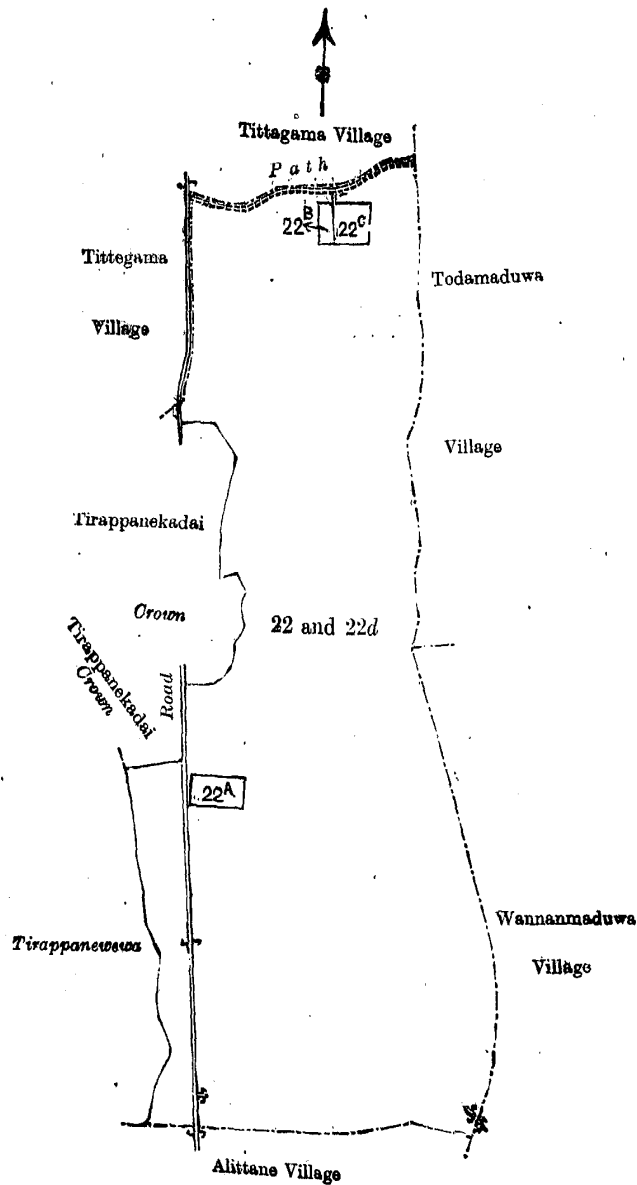 Tittagama Village
Path
22B 22C
Tittegama
Village
Todamaduwa
Village
Tirappanekadai
Crown
22 and 22d
Tirappanekadai
Crown
Road
22A
Wannanmaduwa
Village
Tirappanewewa
Alittane Village